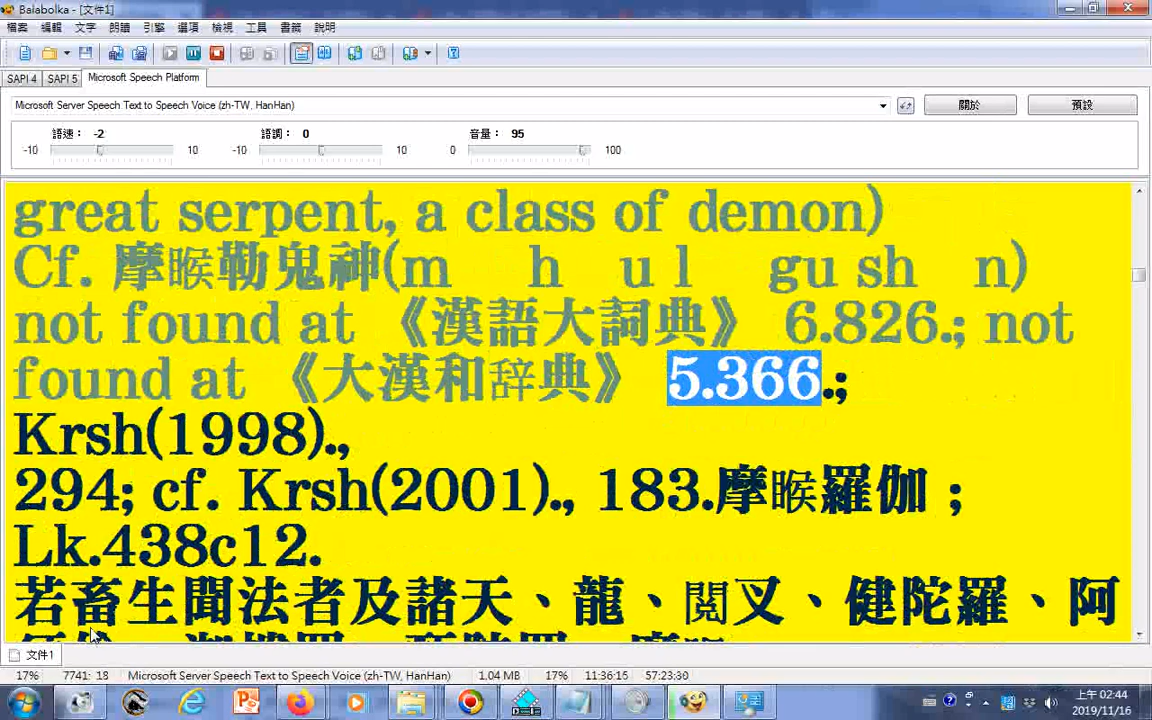 Balabolka - [文件1]
檔案 編輯 文字 朗讀 引擎 選項 檢視 工具 書籤 說明
SAPI 4 SAPI 5 Microsoft Speech Platform
Microsoft Server Speech Text to Speech Voice (zh-TW, HanHan) 關於 預設
語速： -2 語調： 0 音量： 95
-10 10 -10 10 0 100
great serpent, a class of demon)
Cf. 摩睺勒鬼神(m h u l gu sh n)
not found at 《漢語大詞典》 6.826.; not
found at 《大漢和辞典》 5.366.;
Krsh(1998).,
294; cf. Krsh(2001)., 183.摩睺羅伽；
Lk.438c12.
若畜生聞法者及諸天、龍、閱叉、健陀羅、阿
文件1
17% 7741: 18 Microsoft Server Speech Text to Speech Voice (zh-TW, HanHan) 1.04 MB 17% 11:36:15 57:23:30
上午 02:44
2019/11/16